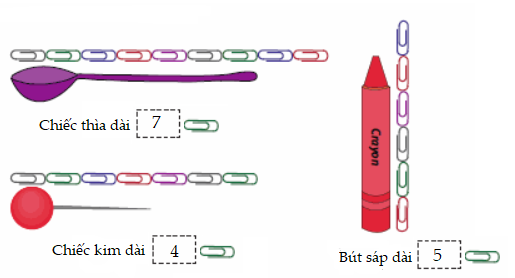 Crayon
Chiếc thìa dài 7
Chiếc kim dài 4
Bút sáp dài 5